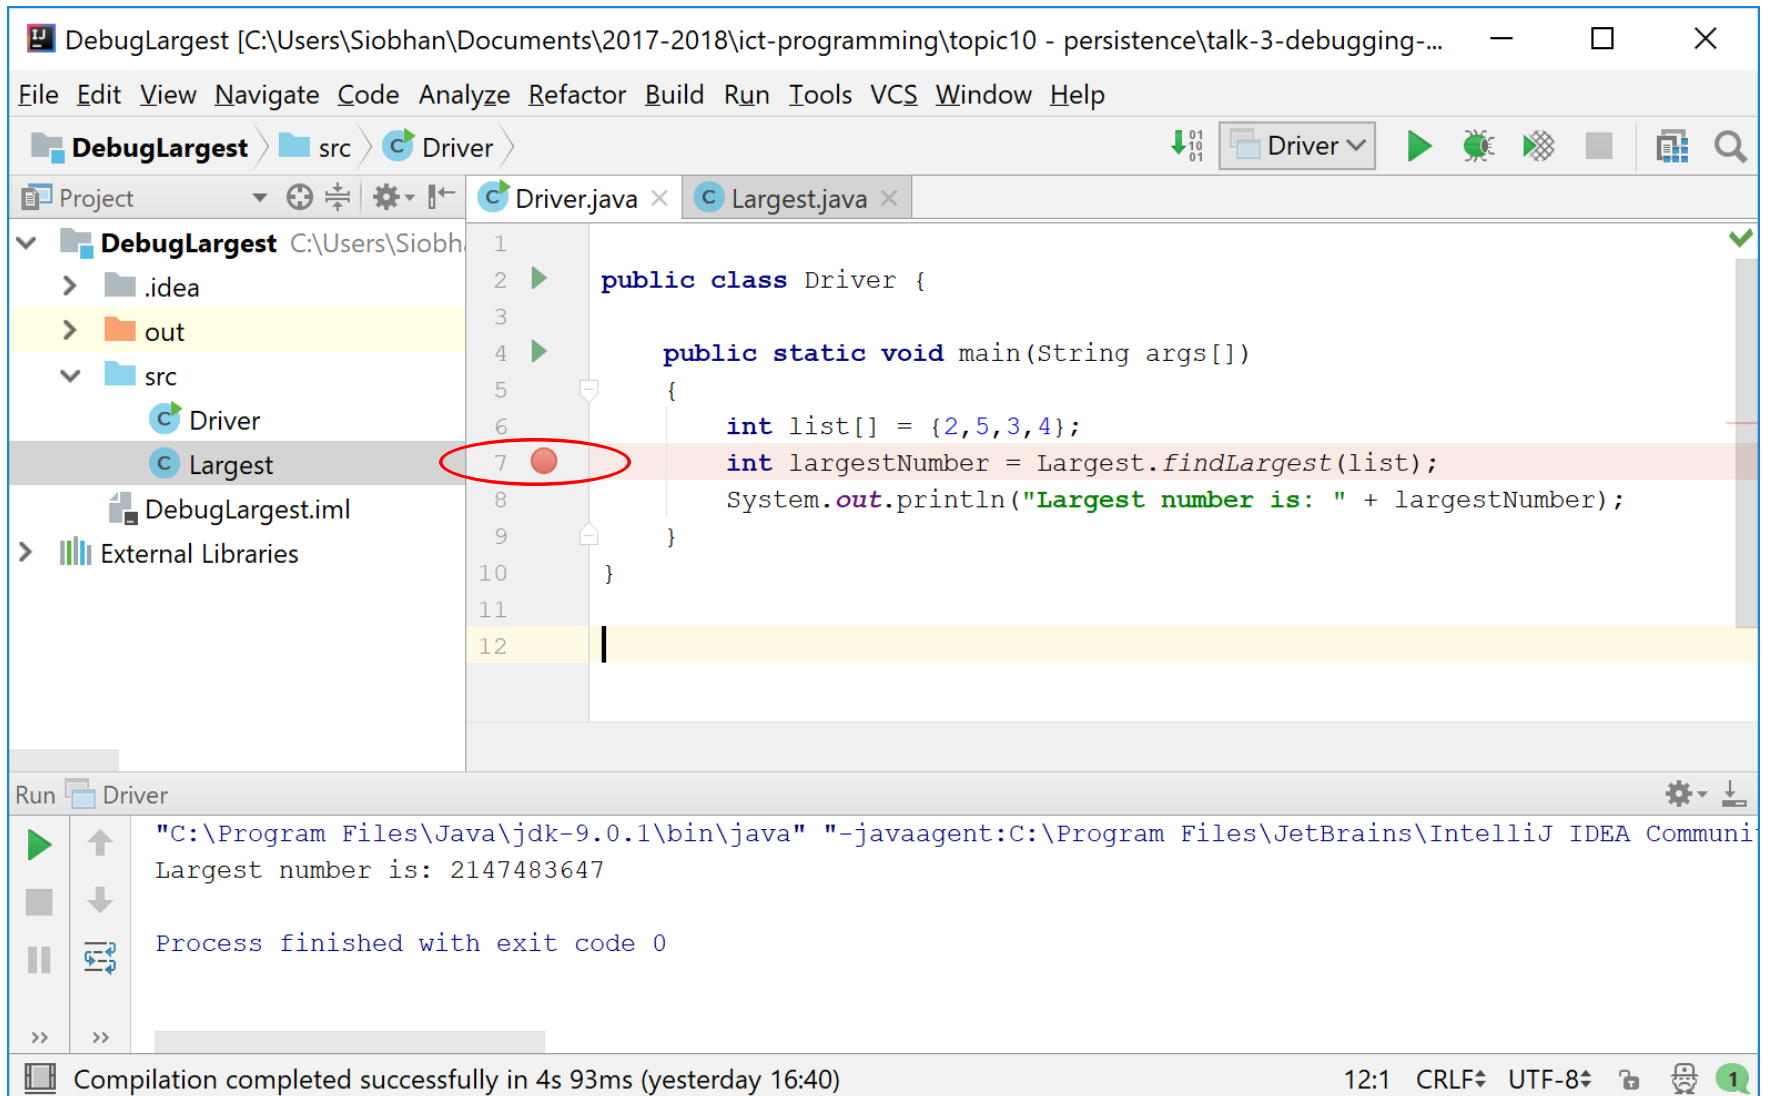 DebugLargest [C:\Users\Siobhan\Documents\2017-2018\ict-programming\topic10 - persistence\talk-3-debugging-...
File Edit View Navigate Code Analyze Refactor Build Run Tools VCS Window Help
DebugLargest src Driver Driver
Project
Driver.java Largest.java
DebugLargest C:\Users\Siobh
.idea
out
src
Driver
Largest
DebugLargest.iml
External Libraries
1
2 public class Driver {
3
4 public static void main(String args[])
5 {
6 int list[] = {2,5,3,4};
7 int largestNumber = Largest.findLargest(list);
8 System.out.println("Largest number is: " + largestNumber);
9 }
10 }
11
12
Run Driver
"C:\Program Files\Java\jdk-9.0.1\bin\java" "-javaagent:C:\Program Files\JetBrains\IntelliJ IDEA Communi
Largest number is: 2147483647
Process finished with exit code 0
Compilation completed successfully in 4s 93ms (yesterday 16:40) 12:1 CRLF UTF-8 1